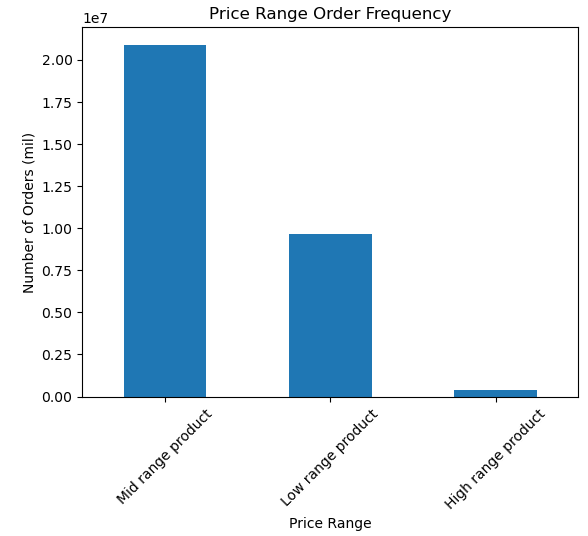 Price Range Order Frequency
1e7
2.00
1.75
1.50
1.25
1.00
0.75
0.50
0.25
0.00
Number of Orders (mil)
Mid range product
Low range product
High range product
Price Range